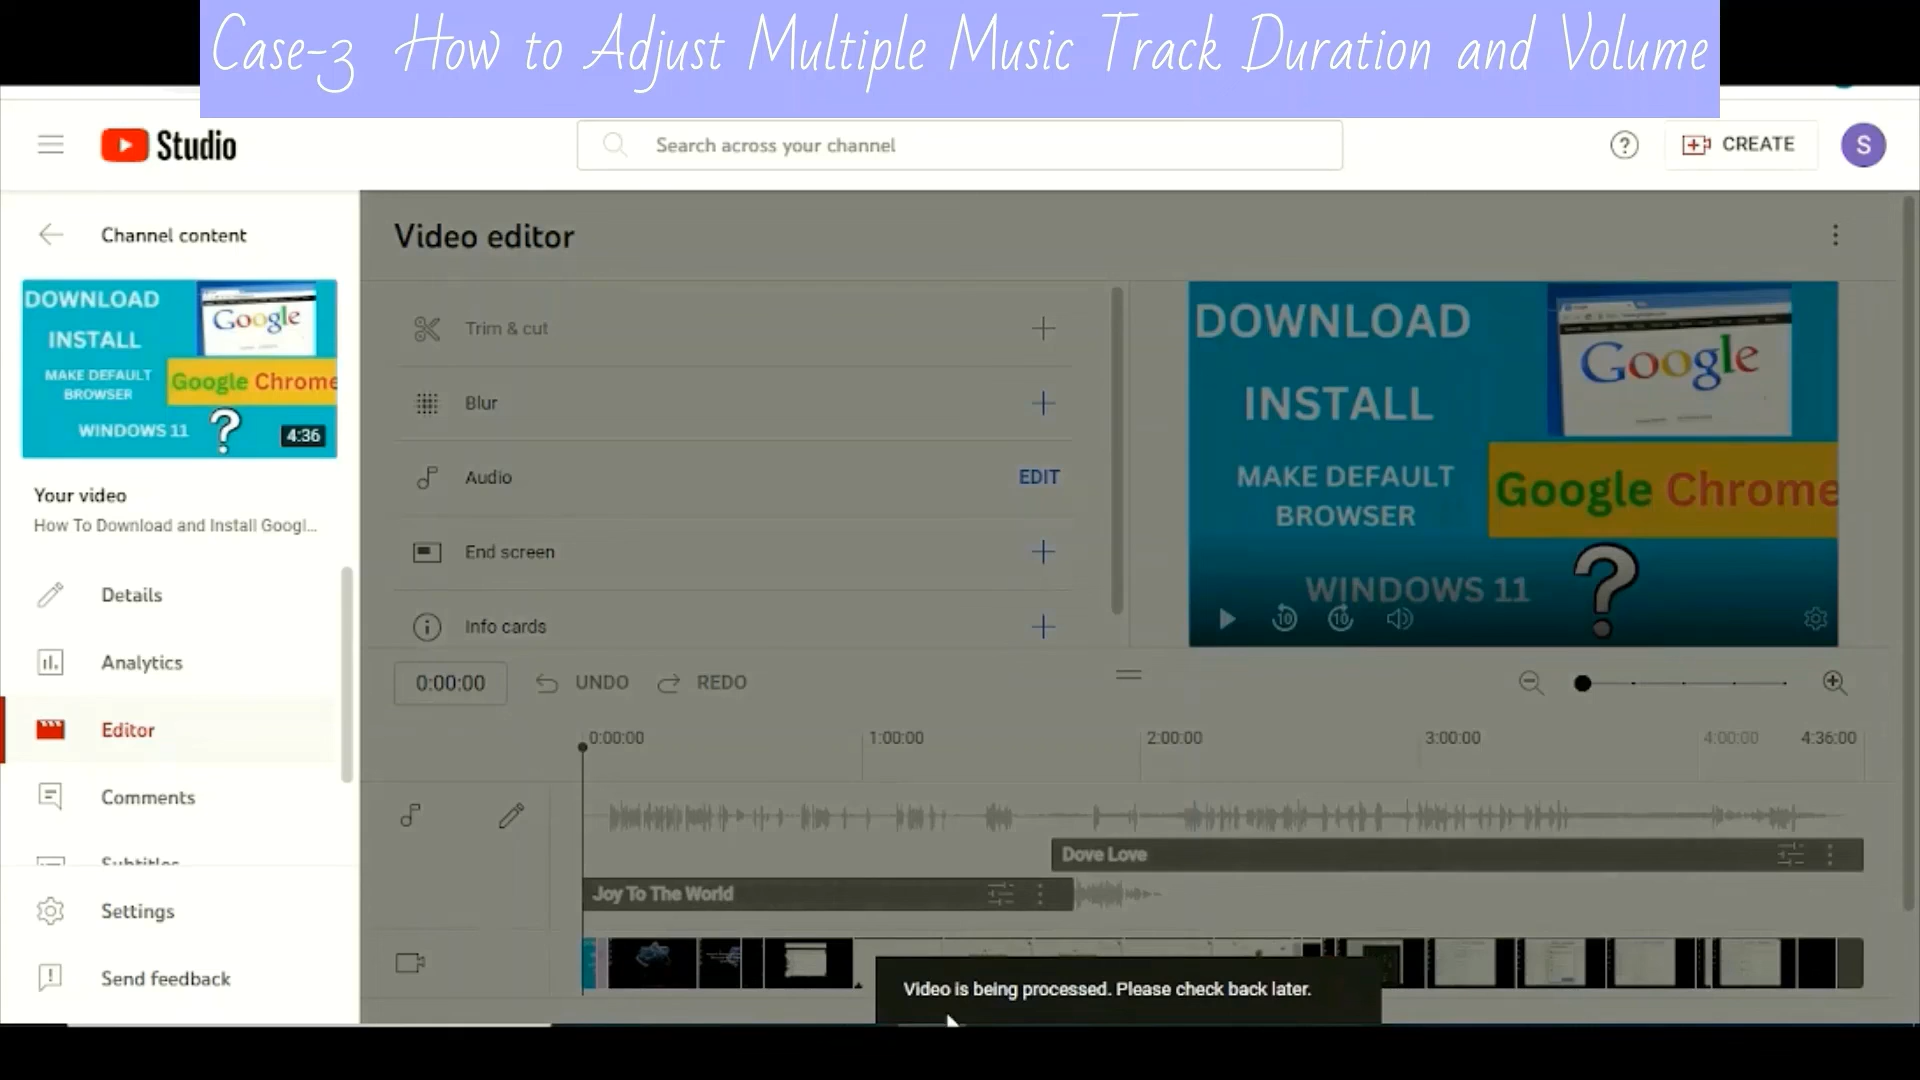 Case-3 How to Adjust Multiple Music Track Duration and Volume
Studio
Search across your channel
?
CREATE
S
Channel content
Video editor
DOWNLOAD
INSTALL
MAKE DEFAULT
BROWSER
WINDOWS 11
Google
Google Chrome
?
4:36
Your video
How To Download and Install Googl...
Details
Analytics
Editor
Comments
Subtitles
Settings
Send feedback
Trim & cut
Blur
Audio
EDIT
End screen
Info cards
DOWNLOAD
INSTALL
MAKE DEFAULT
BROWSER
WINDOWS 11
Google
Google Chrome
?
10
10
0:00:00
UNDO
REDO
0:00:00
1:00:00
2:00:00
3:00:00
4:00:00
4:36:00
Dove Love
Joy To The World
Video is being processed. Please check back later.